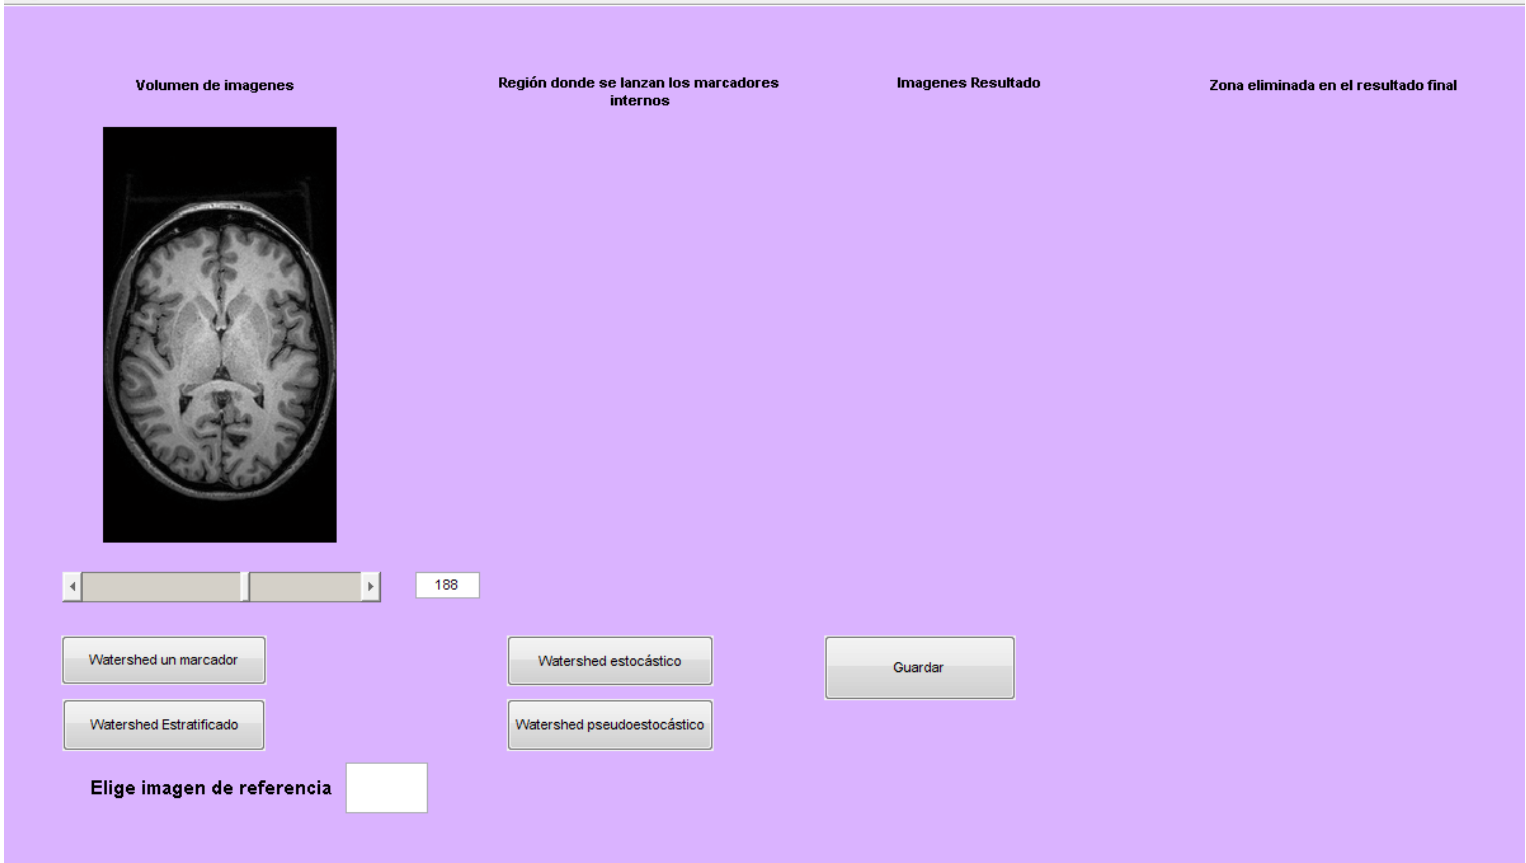 Volumen de imagenes
Región donde se lanzan los marcadores
internos
Imagenes Resultado
Zona eliminada en el resultado final
188
Watershed un marcador
Watershed estocástico
Guardar
Watershed Estratificado
Watershed pseudoestocástico
Elige imagen de referencia